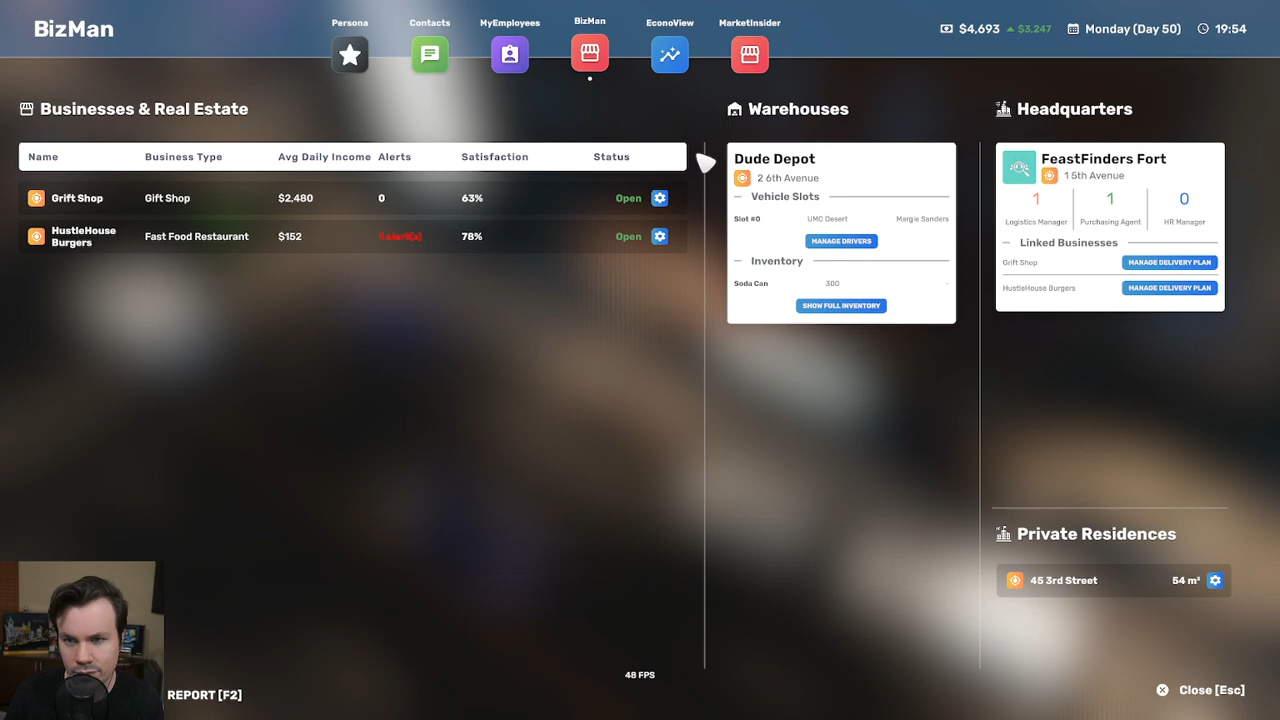 BizMan
Persona
Contacts
MyEmployees
BizMan
EconoView
MarketInsider
$4,693 $3,247 Monday (Day 50) 19:54
Businesses & Real Estate
Name Business Type Avg Daily Income Alerts Satisfaction Status
Grift Shop Gift Shop $2,480 0 63% Open
HustleHouse Burgers Fast Food Restaurant $152 1 alert(s) 78% Open
Warehouses
Dude Depot
2 6th Avenue
Vehicle Slots
Slot #0 UMC Desert Margie Sanders
MANAGE DRIVERS
Inventory
Soda Can 300 -
SHOW FULL INVENTORY
Headquarters
FeastFinders Fort
1 5th Avenue
1 1 0
Logistics Manager Purchasing Agent HR Manager
Linked Businesses
Grift Shop MANAGE DELIVERY PLAN
HustleHouse Burgers MANAGE DELIVERY PLAN
Private Residences
45 3rd Street 54 m²
48 FPS
REPORT [F2]
Close [Esc]